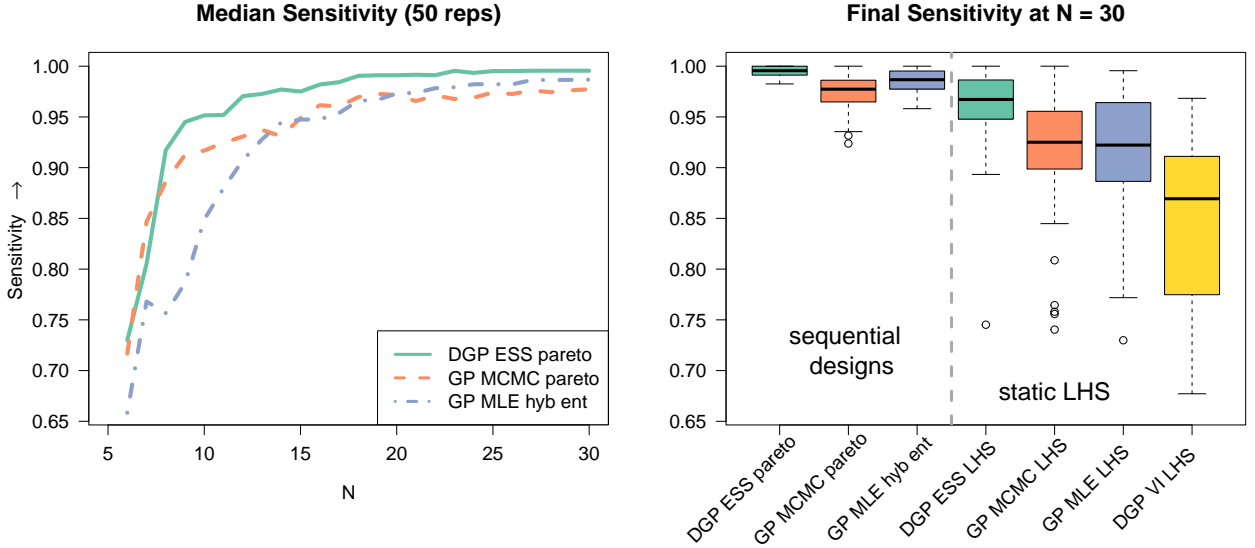 Median Sensitivity (50 reps)
Sensitivity →
1.00
0.95
0.90
0.85
0.80
0.75
0.70
0.65
5 10 15 20 25 30
N
DGP ESS pareto
GP MCMC pareto
GP MLE hyb ent
Final Sensitivity at N = 30
1.00
0.95
0.90
0.85
0.80
0.75
0.70
0.65
sequential
designs
static LHS
DGP ESS pareto
GP MCMC pareto
GP MLE hyb ent
DGP ESS LHS
GP MCMC LHS
GP MLE LHS
DGP VI LHS